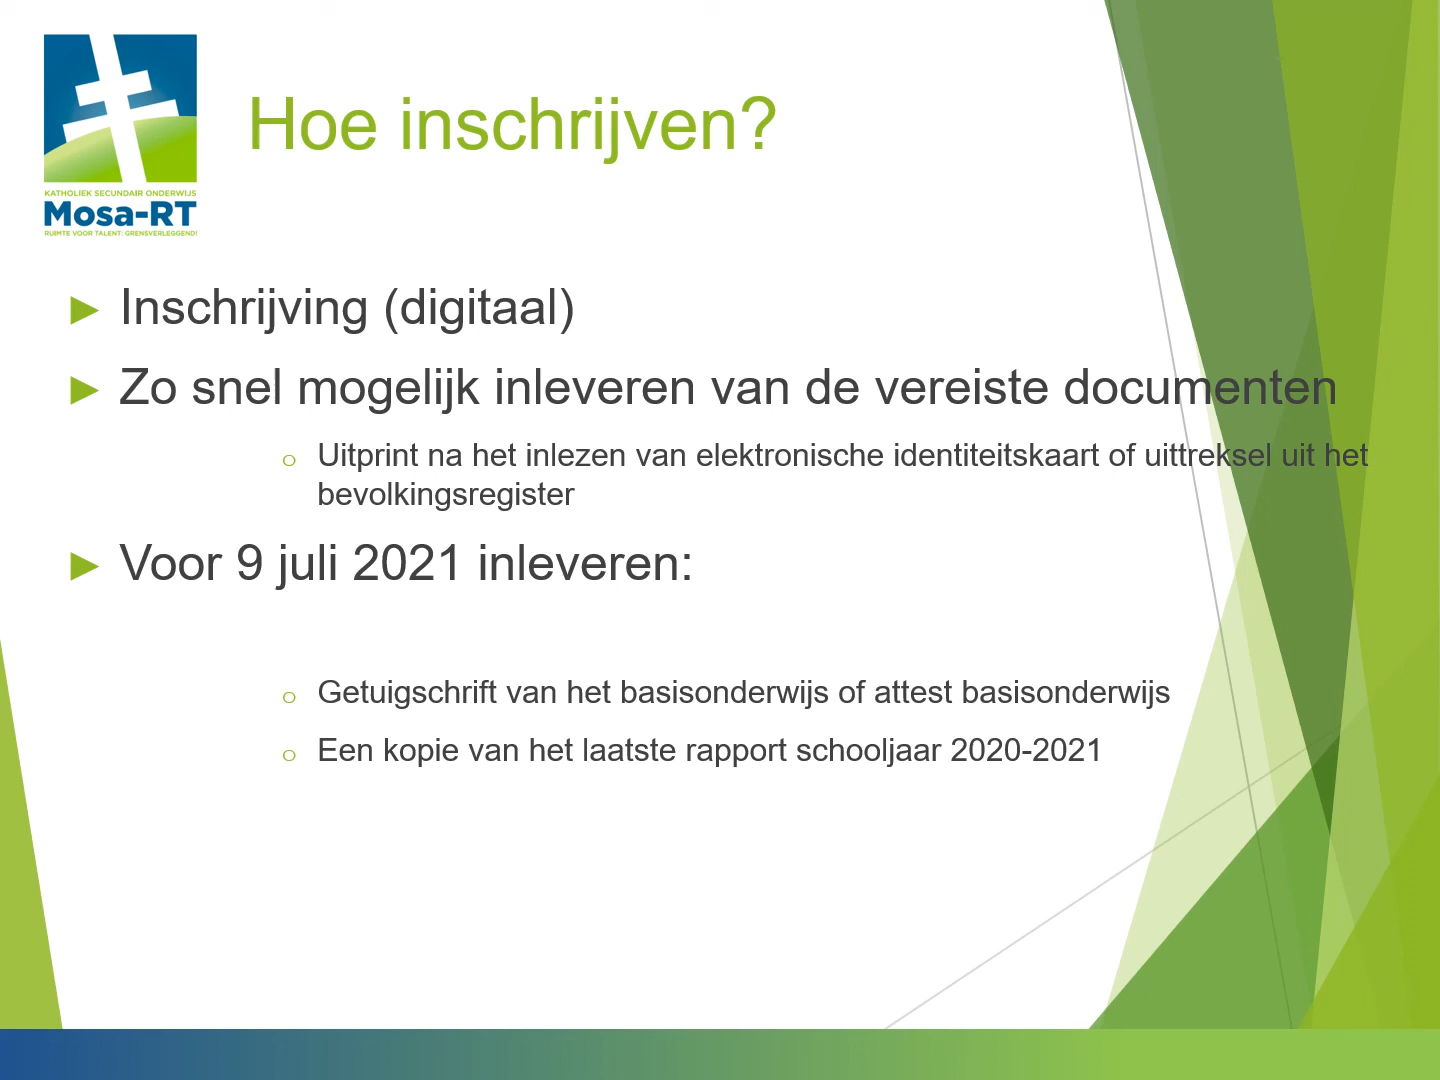 KATHOLIEK SECUNDAIR ONDERWIJS
Mosa-RT
RUIMTE VOOR TALENT: GRENSVERLEGGEND!
Hoe inschrijven?
► Inschrijving (digitaal)
► Zo snel mogelijk inleveren van de vereiste documenten
o Uitprint na het inlezen van elektronische identiteitskaart of uittreksel uit het
bevolkingsregister
► Voor 9 juli 2021 inleveren:
o Getuigschrift van het basisonderwijs of attest basisonderwijs
o Een kopie van het laatste rapport schooljaar 2020-2021